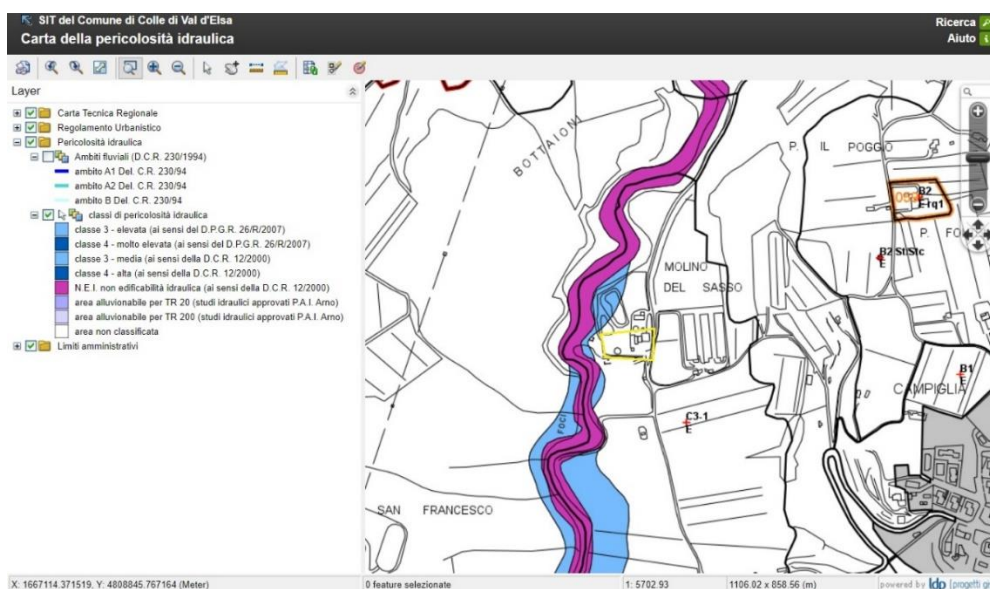 SIT del Comune di Colle di Val d'Elsa
Carta della pericolosità idraulica
Ricerca
Aiuto
Layer
Carta Tecnica Regionale
Regolamento Urbanistico
Pericolosità idraulica
Ambiti fluviali (D.C.R. 230/1994)
ambito A1 Del. C.R. 230/94
ambito A2 Del. C.R. 230/94
ambito B Del. C.R. 230/94
classi di pericolosità idraulica
classe 3 - elevata (ai sensi del D.P.G.R. 26/R/2007)
classe 4 - molto elevata (ai sensi del D.P.G.R. 26/R/2007)
classe 3 - media (ai sensi della D.C.R. 12/2000)
classe 4 - alta (ai sensi della D.C.R. 12/2000)
N.E.I. non edificabilità idraulica (ai sensi della D.C.R. 12/2000)
area alluvionabile per TR 20 (studi idraulici approvati P.A.I. Arno)
area alluvionabile per TR 200 (studi idraulici approvati P.A.I. Arno)
area non classificata
Limiti amministrativi
BOTTAIONI
P. IL POGGIO
B2
E rq1
P. FO
B2 St Stc
E
MOLINO
DEL SASSO
B1
E
CAMPIGLIA
C3-1
E
FOCI
SAN FRANCESCO
X: 1667114.371519, Y: 4808845.767164 (Meter)
0 feature selezionate
1: 5702.93
1106.02 x 858.56 (m)
powered by ldp (progetti g